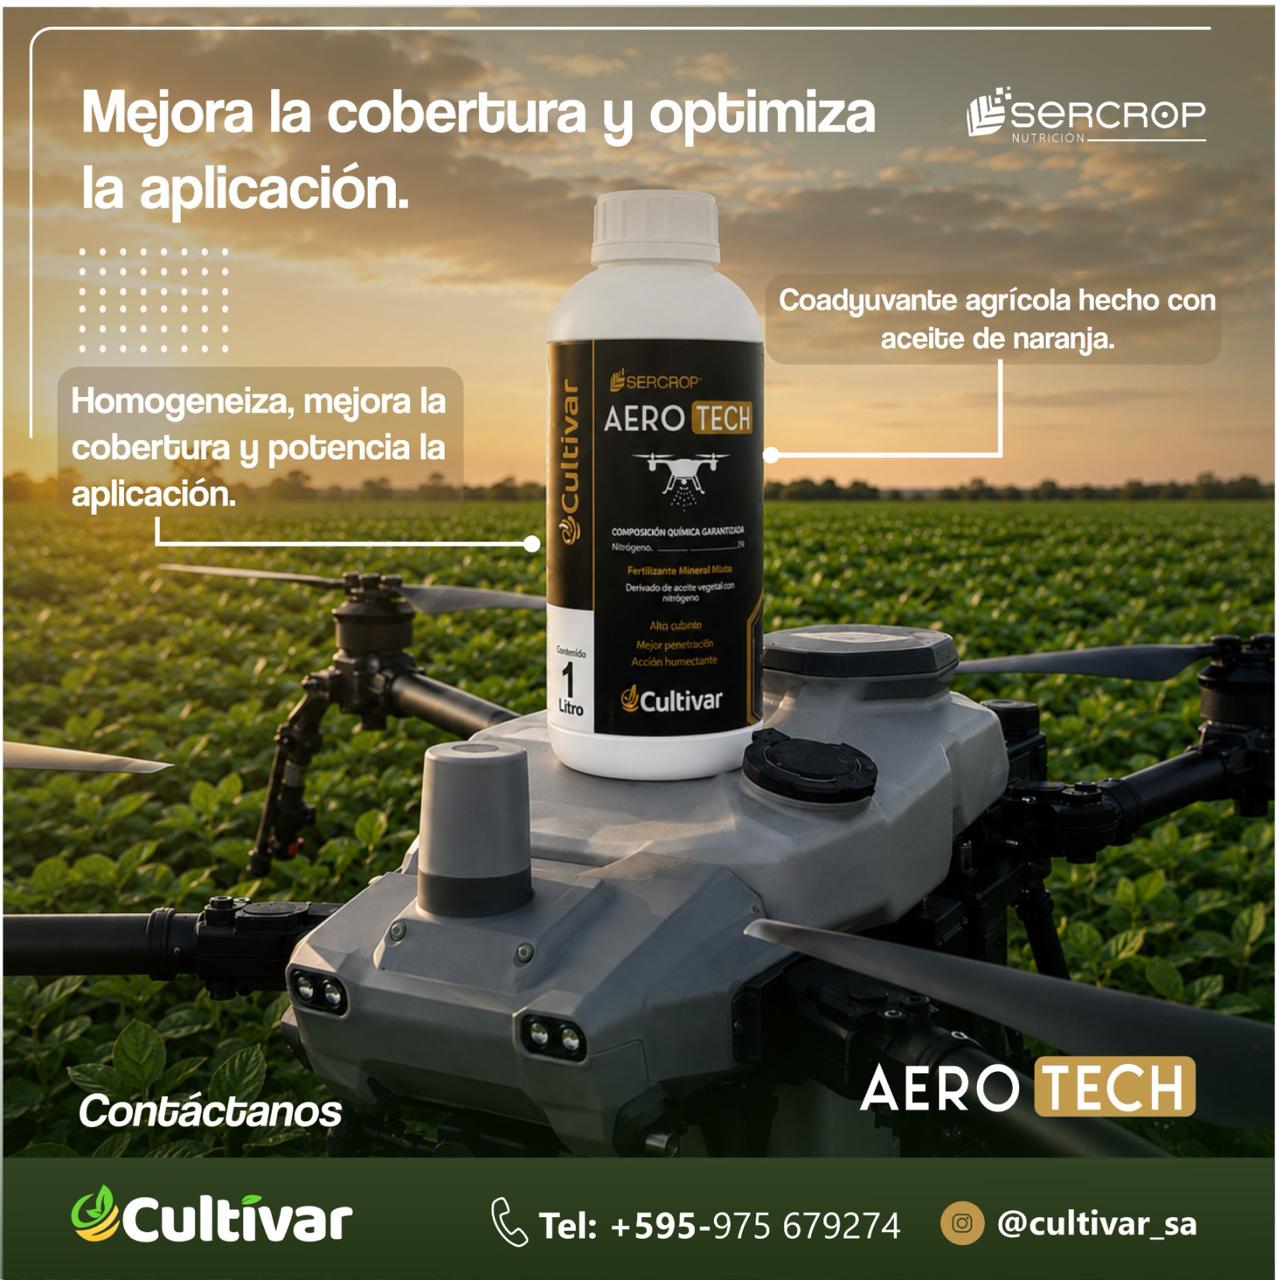 Mejora la cobertura y optimiza
la aplicación.
SERCROP
NUTRICIÓN
Coadyuvante agrícola hecho con
aceite de naranja.
Homogeneiza, mejora la
cobertura y potencia la
aplicación.
Cultivar
SERCROP
AERO TECH
COMPOSICIÓN QUÍMICA GARANTIZADA
Nitrógeno.
Fertilizante Mineral Mixto
Derivado de aceite vegetal con
nitrógeno
Alto
Mejor penetración
Acción humectante
Cultivar
Contenido
1
Litro
AERO TECH
Contáctanos
Cultivar
Tel: +595-975 679274
@cultivar_sa